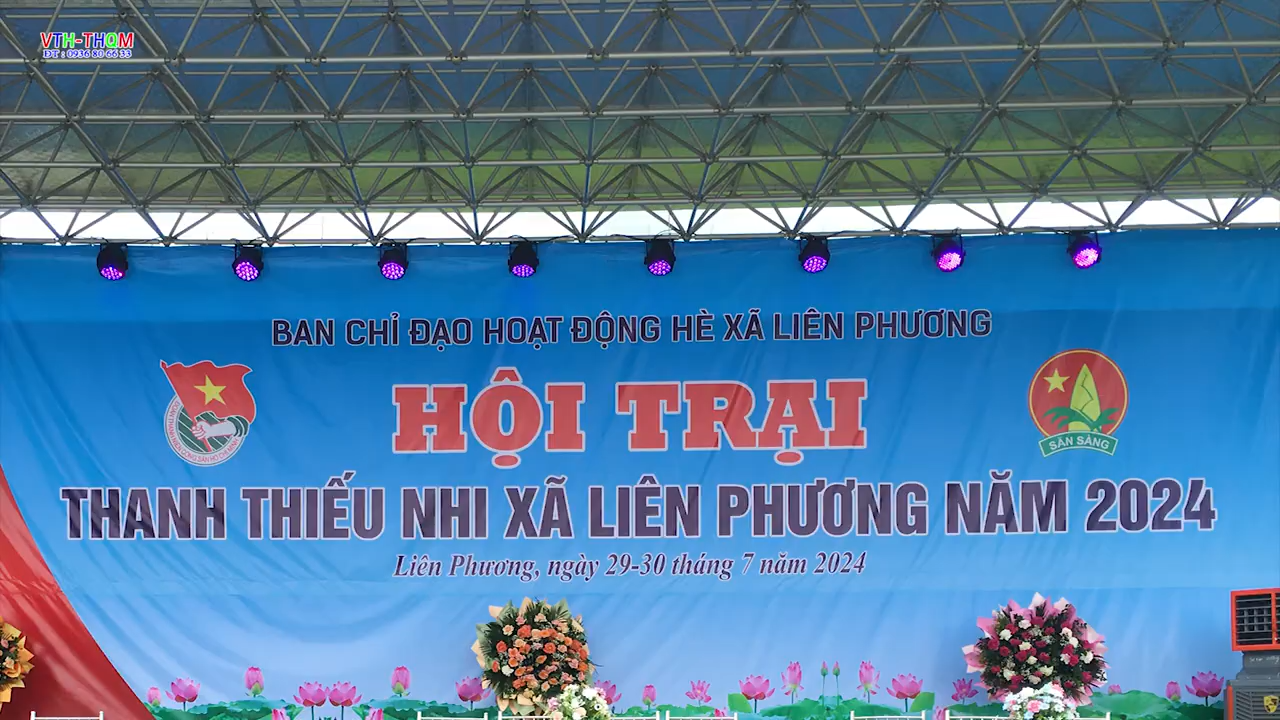 VTH-THQM
ĐT : 0936 80 66 33
BAN CHỈ ĐẠO HOẠT ĐỘNG HÈ XÃ LIÊN PHƯƠNG
HỘI TRẠI
SẴN SÀNG
THANH THIẾU NHI XÃ LIÊN PHƯƠNG NĂM 2024
Liên Phương, ngày 29-30 tháng 7 năm 2024